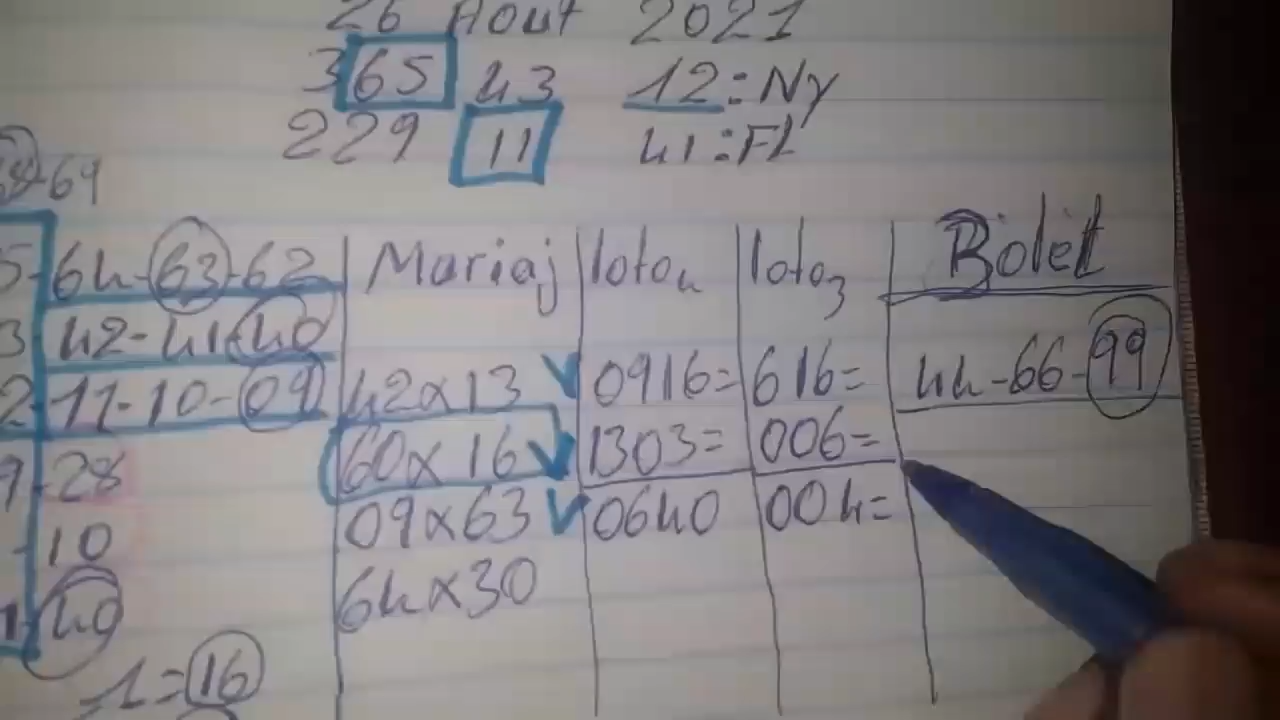 26 Aout 2021
365 43 12:NY
229 11 41:FL
69
64-63-62 Mariaj loto4 loto3 Bolèt
42-41-40
11-10-09 42x13 0916= 616= 44-66-99
60x16 1303= 006=
28 09x63 0640 004=
10 64x30
40
1=16